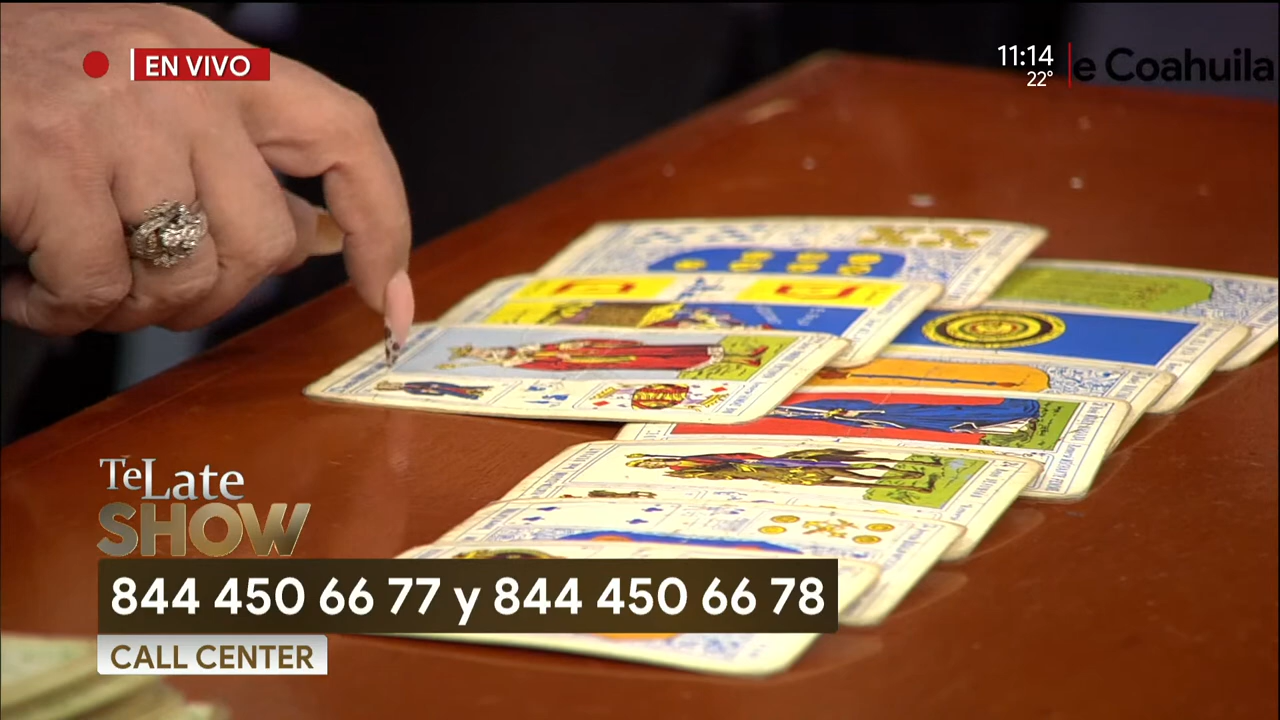 EN VIVO
11:14
22°
e Coahuila
TeLate
SHOW
844 450 66 77 y 844 450 66 78
CALL CENTER